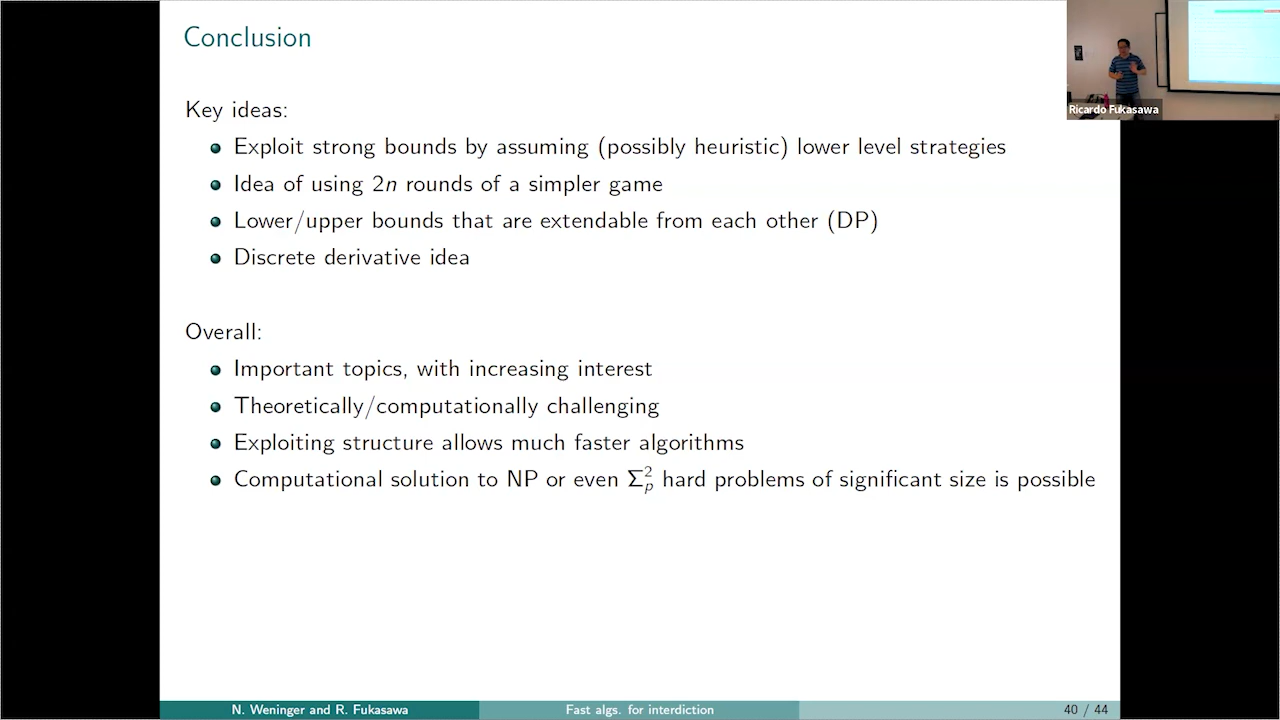 Conclusion
Ricardo Fukasawa
Key ideas:
Exploit strong bounds by assuming (possibly heuristic) lower level strategies
Idea of using 2n rounds of a simpler game
Lower/upper bounds that are extendable from each other (DP)
Discrete derivative idea
Overall:
Important topics, with increasing interest
Theoretically/computationally challenging
Exploiting structure allows much faster algorithms
Computational solution to NP or even Σ²ₚ hard problems of significant size is possible
N. Weninger and R. Fukasawa
Fast algs. for interdiction
40 / 44